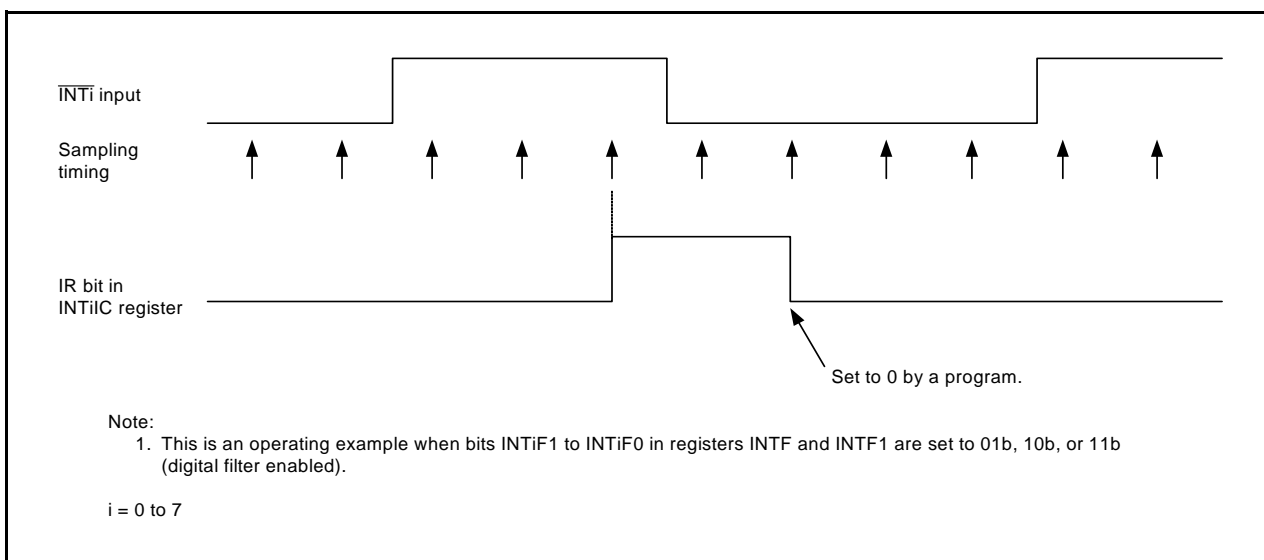 INTi input
Sampling
timing
IR bit in
INTiIC register
Set to 0 by a program.
Note:
1. This is an operating example when bits INTiF1 to INTiF0 in registers INTF and INTF1 are set to 01b, 10b, or 11b
(digital filter enabled).
i = 0 to 7